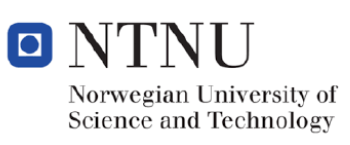 NTNU
Norwegian University of
Science and Technology